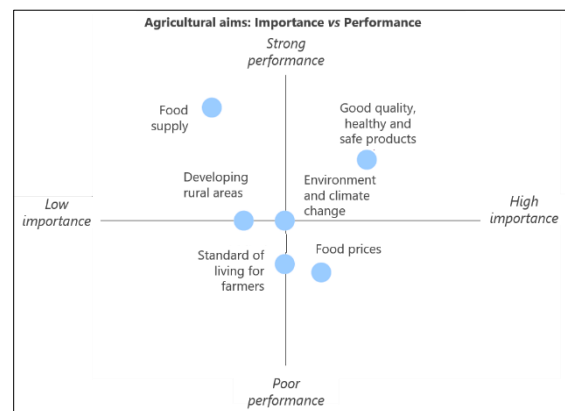 Agricultural aims: Importance vs Performance
Strong
performance
Food
supply
Good quality,
healthy and
safe products
Developing
rural areas
Environment
and climate
change
Low
importance
High
importance
Standard of
living for
farmers
Food prices
Poor
performance